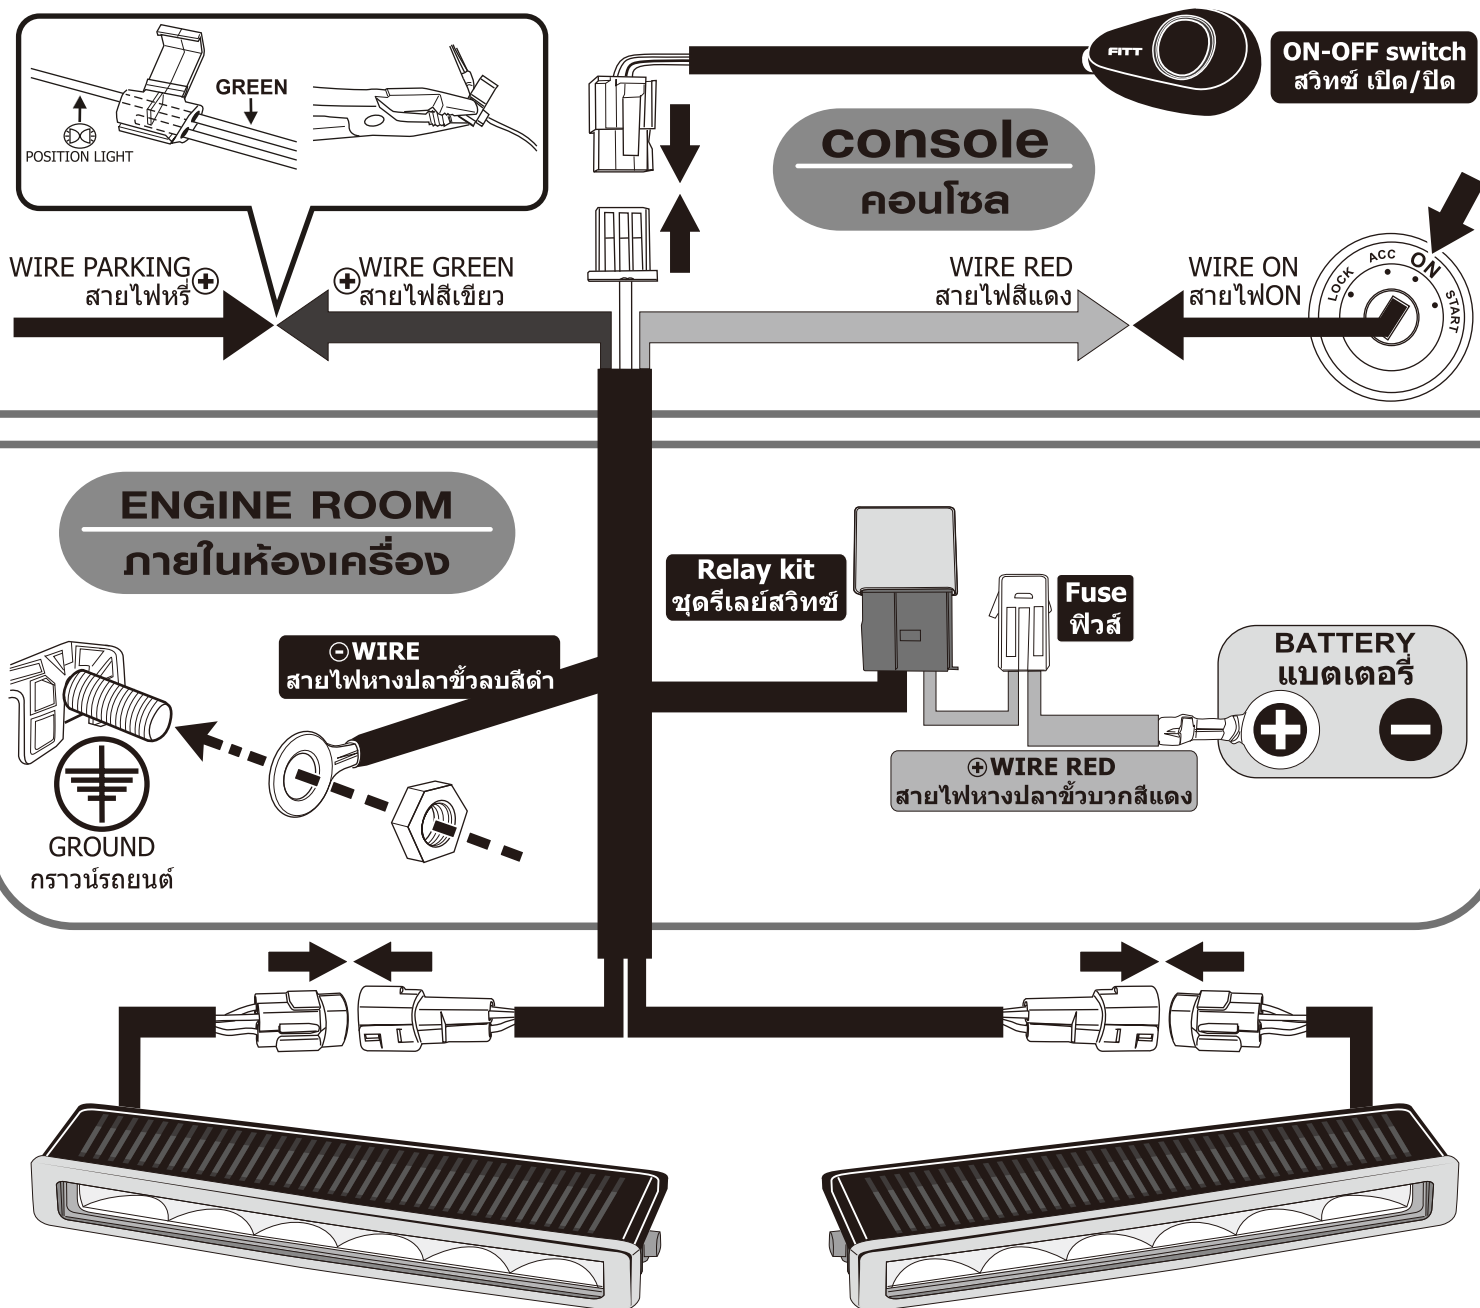 GREEN
POSITION LIGHT
FITT
ON-OFF switch
สวิทซ์ เปิด/ปิด
console
คอนโซล
WIRE PARKING ⊕
สายไฟหรี่
⊕ WIRE GREEN
สายไฟสีเขียว
WIRE RED
สายไฟสีแดง
WIRE ON
สายไฟON
LOCK
ACC
ON
START
ENGINE ROOM
ภายในห้องเครื่อง
Relay kit
ชุดรีเลย์สวิทซ์
Fuse
ฟิวส์
BATTERY
แบตเตอรี่
+ −
⊖ WIRE
สายไฟหางปลาขั้วลบสีดำ
⊕ WIRE RED
สายไฟหางปลาขั้วบวกสีแดง
GROUND
กราวน์รถยนต์